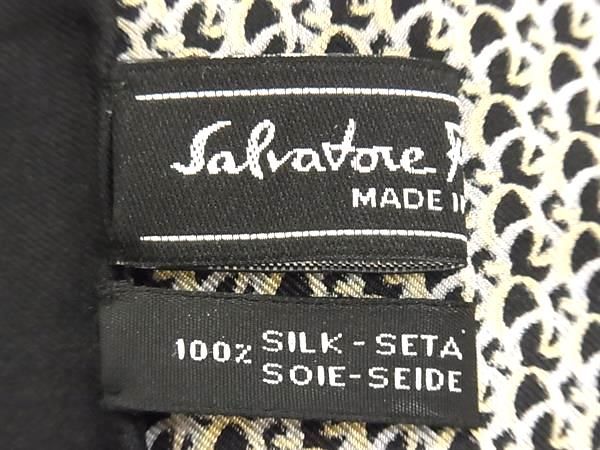 Salvatore
MADE
100% SILK-SETA
SOIE-SEIDE